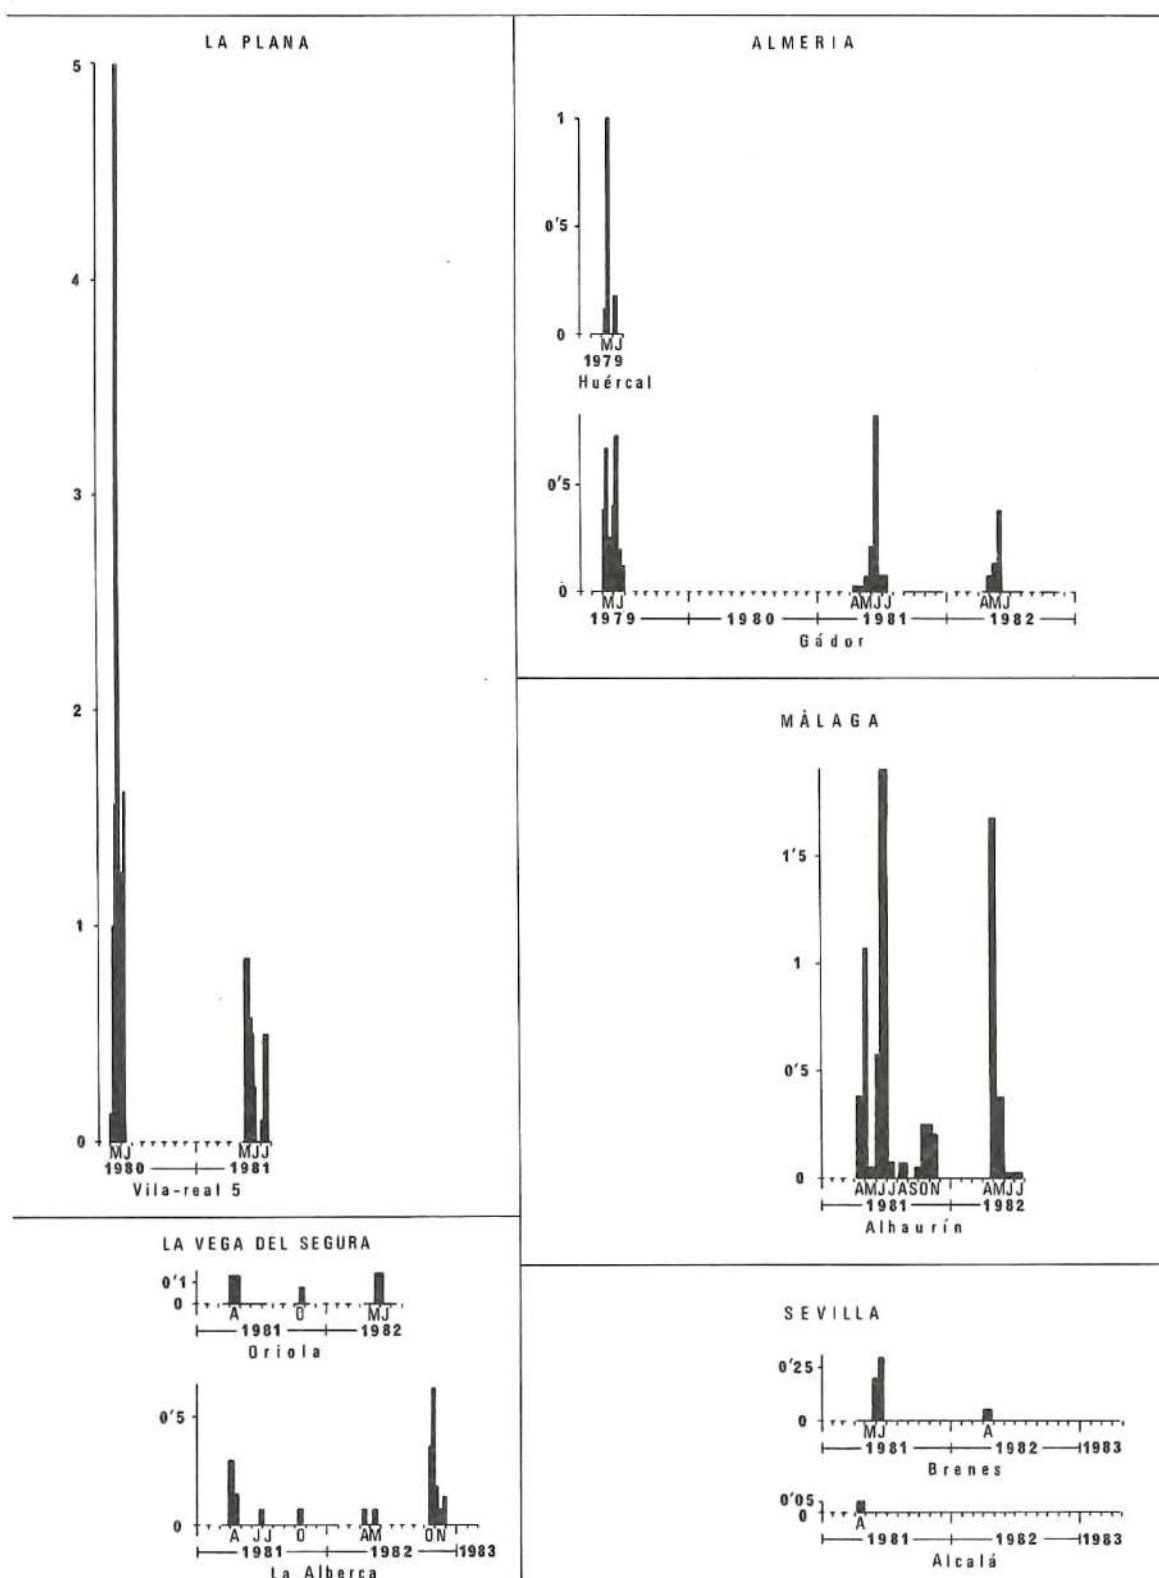 LA PLANA
5
4
3
2
1
0
MJ
MJJ
1980
1981
Vila-real 5
LA VEGA DEL SEGURA
0'1
0
A
O
MJ
1981
1982
Oriola
0'5
0
A
JJ
O
AM
ON
1981
1982
1983
La Alberca
ALMERIA
1
0'5
0
MJ
1979
Huércal
0'5
0
MJ
AMJJ
AMJ
1979
1980
1981
1982
Gádor
MÀLAGA
1'5
1
0'5
0
AMJJASON
AMJJ
1981
1982
Alhaurín
SEVILLA
0'25
0
MJ
A
1981
1982
1983
Brenes
0'05
0
A
1981
1982
1983
Alcalá